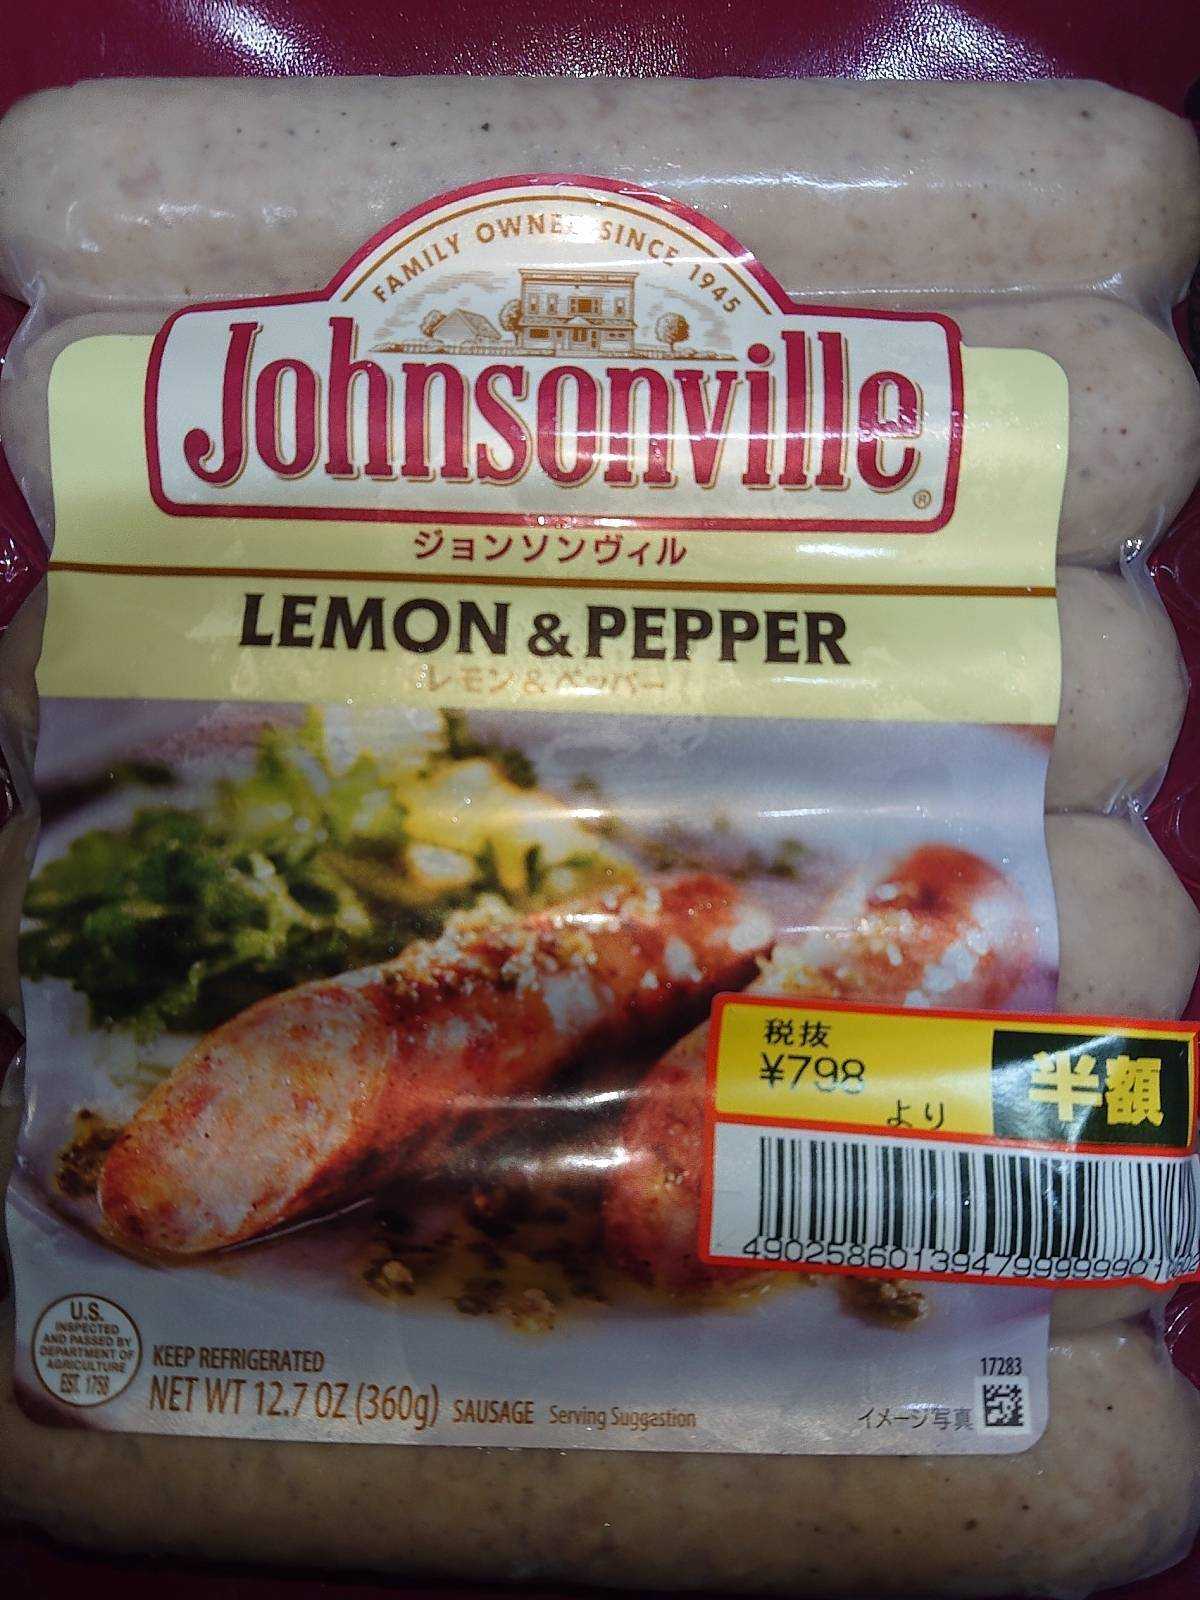 FAMILY OWNED SINCE 1945
Johnsonville®
ジョンソンヴィル
LEMON & PEPPER
レモン&ペッパー
税抜
¥798
より
半額
U.S.
INSPECTED
AND PASSED BY
DEPARTMENT OF
AGRICULTURE
EST. 1758
KEEP REFRIGERATED
NET WT 12.7 OZ (360g) SAUSAGE Serving Suggastion
17283
イメージ写真